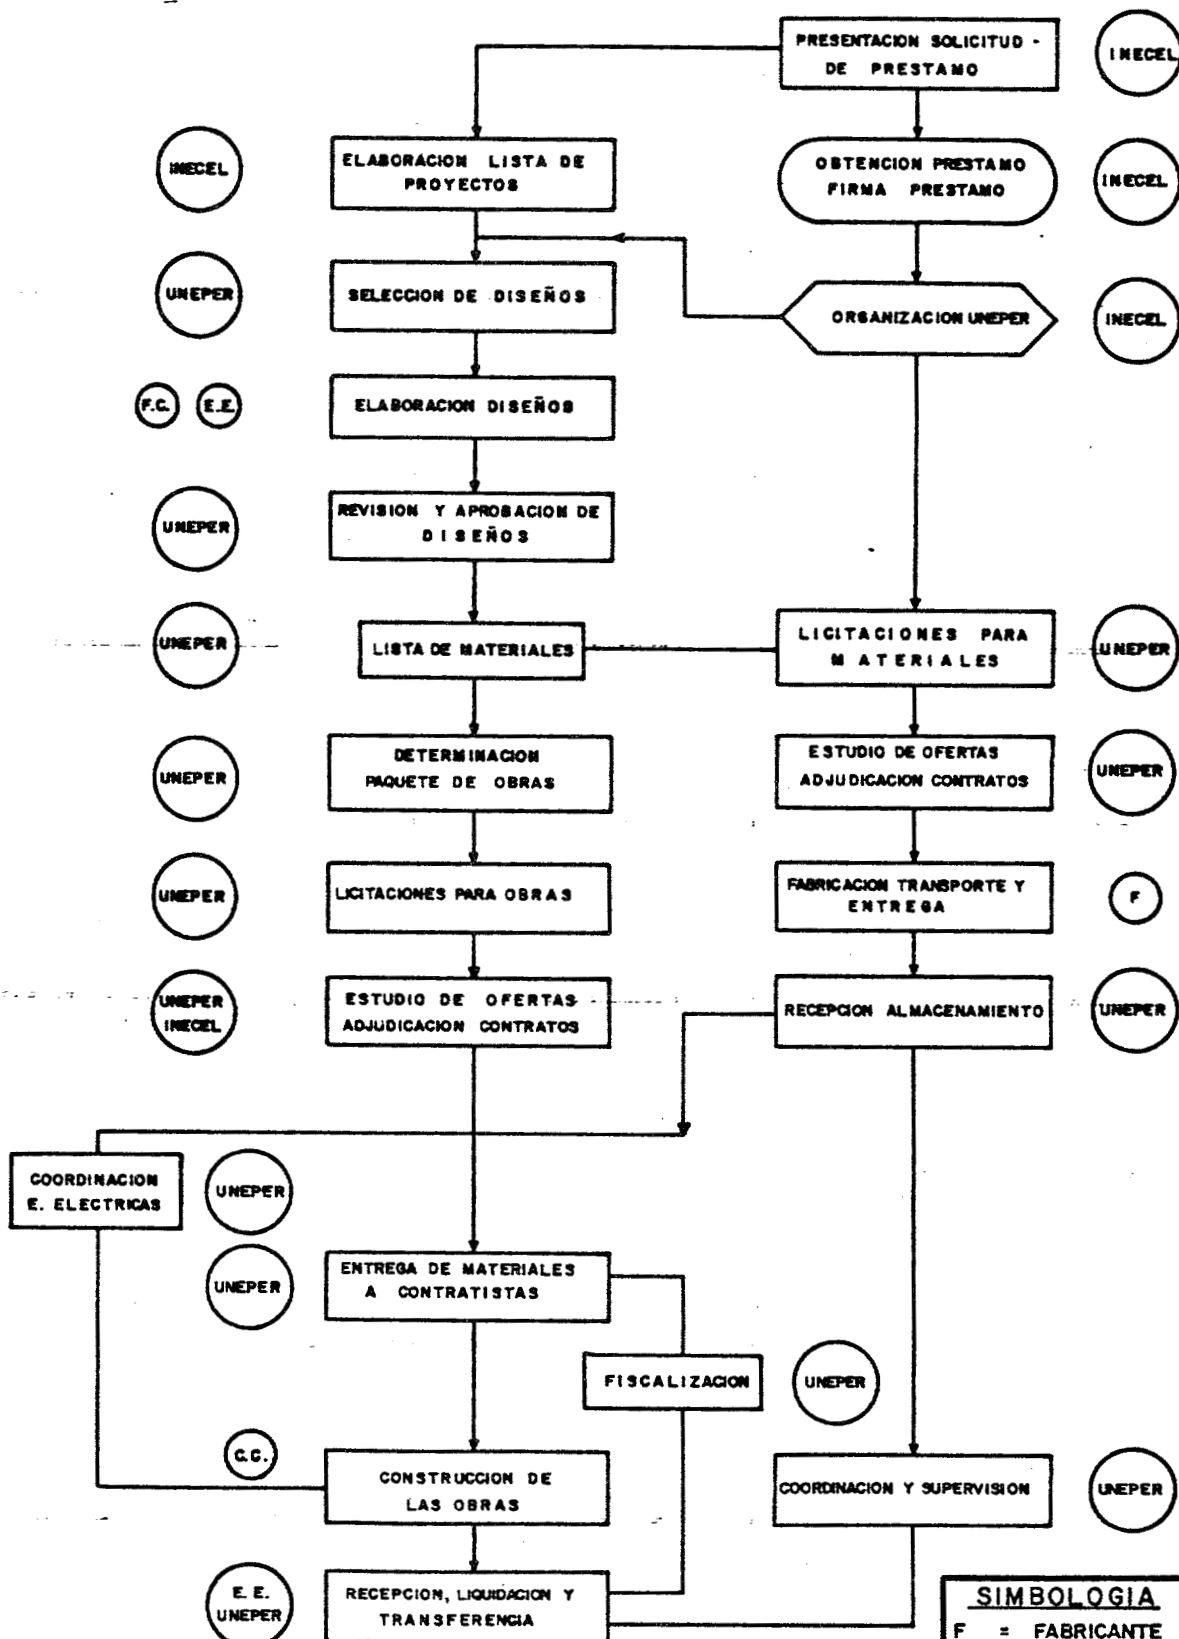 PRESENTACION SOLICITUD -
DE PRESTAMO
INECEL
INECEL
ELABORACION LISTA DE
PROYECTOS
OBTENCION PRESTAMO
FIRMA PRESTAMO
INECEL
UNEPER
SELECCION DE DISEÑOS
ORGANIZACION UNEPER
INECEL
F.C.
E.E.
ELABORACION DISEÑOS
UNEPER
REVISION Y APROBACION DE
DISEÑOS
UNEPER
LISTA DE MATERIALES
LICITACIONES PARA
MATERIALES
UNEPER
UNEPER
DETERMINACION
PAQUETE DE OBRAS
ESTUDIO DE OFERTAS
ADJUDICACION CONTRATOS
UNEPER
UNEPER
LICITACIONES PARA OBRAS
FABRICACION TRANSPORTE Y
ENTREGA
F
UNEPER
INECEL
ESTUDIO DE OFERTAS
ADJUDICACION CONTRATOS
RECEPCION ALMACENAMIENTO
UNEPER
COORDINACION
E. ELECTRICAS
UNEPER
UNEPER
ENTREGA DE MATERIALES
A CONTRATISTAS
FISCALIZACION
UNEPER
C.C.
CONSTRUCCION DE
LAS OBRAS
COORDINACION Y SUPERVISION
UNEPER
E. E.
UNEPER
RECEPCION, LIQUIDACION Y
TRANSFERENCIA
SIMBOLOGIA
F = FABRICANTE